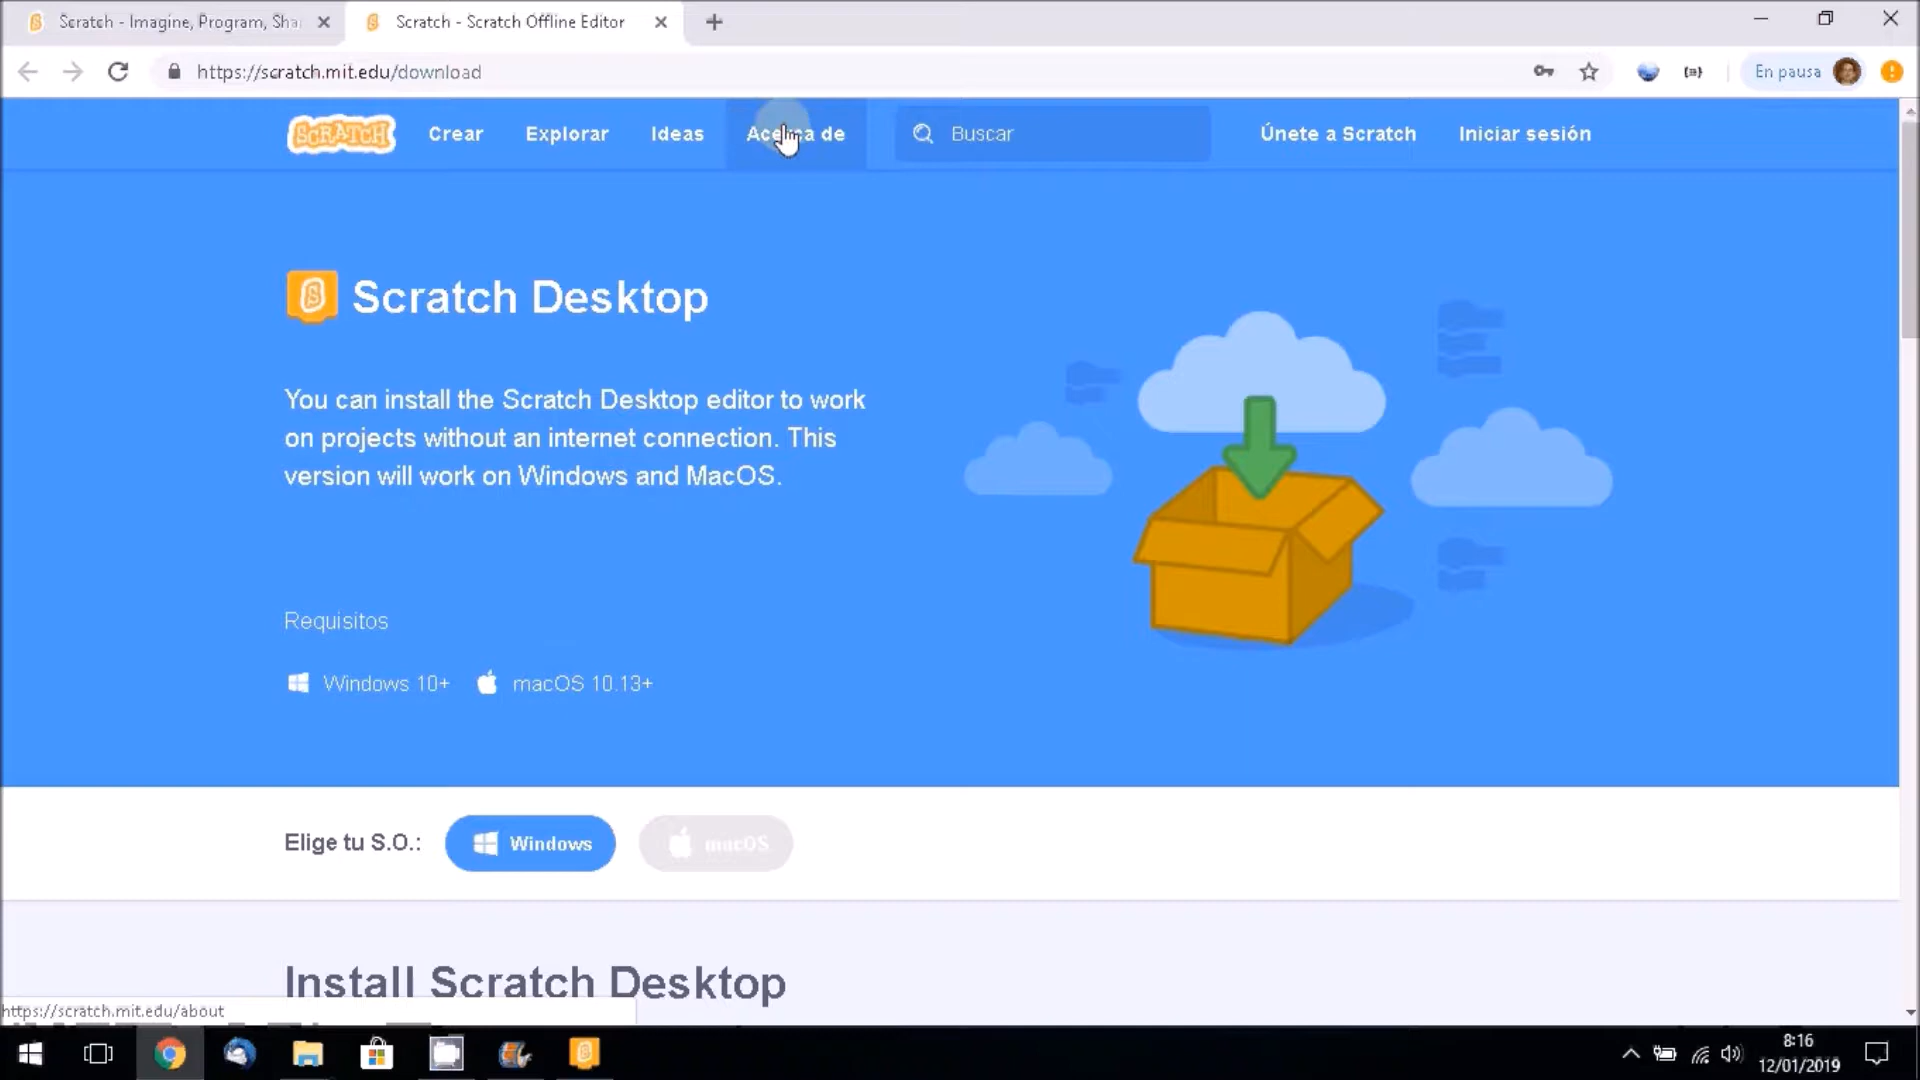 Scratch - Imagine, Program, Sha
Scratch - Scratch Offline Editor
https://scratch.mit.edu/download
En pausa
SCRATCH
Crear
Explorar
Ideas
Acerca de
Buscar
Únete a Scratch
Iniciar sesión
Scratch Desktop
You can install the Scratch Desktop editor to work
on projects without an internet connection. This
version will work on Windows and MacOS.
Requisitos
Windows 10+
macOS 10.13+
Elige tu S.O.:
Windows
macOS
Install Scratch Desktop
https://scratch.mit.edu/about
8:16
12/01/2019